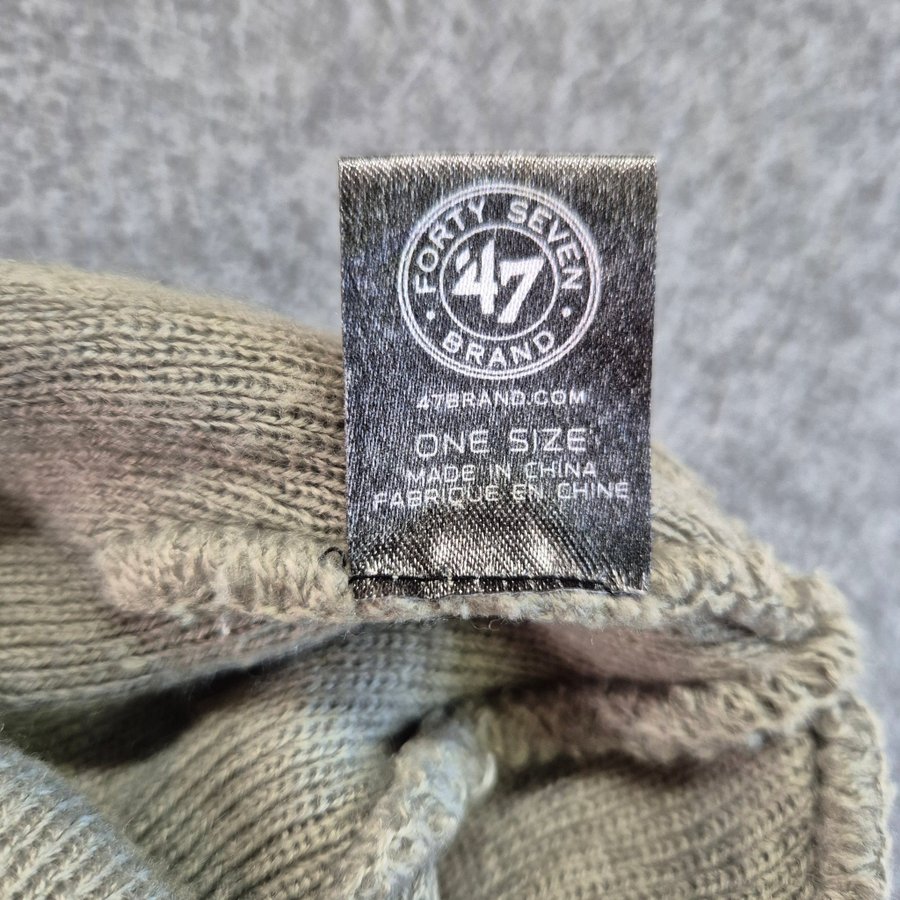 FORTY SEVEN
47
• BRAND •
47BRAND.COM
ONE SIZE
MADE IN CHINA
FABRIQUE EN CHINE